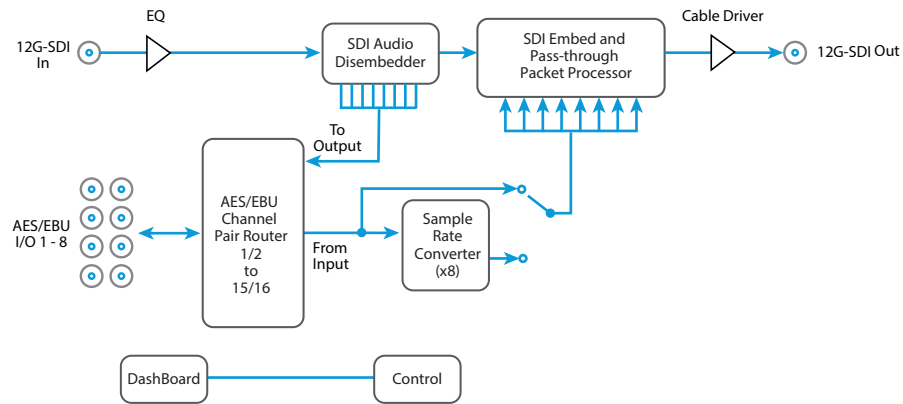 EQ
Cable Driver
12G-SDI
In
SDI Audio
Disembedder
SDI Embed and
Pass-through
Packet Processor
12G-SDI Out
To
Output
AES/EBU
I/O 1 - 8
AES/EBU
Channel
Pair Router
1/2
to
15/16
From
Input
Sample
Rate
Converter
(x8)
DashBoard
Control